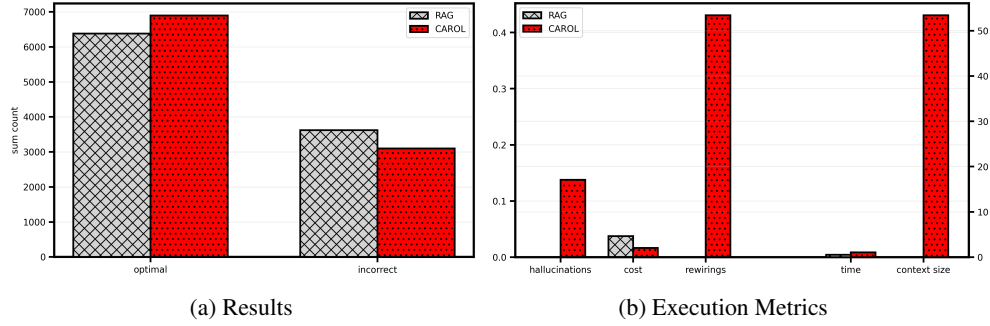 RAG
CAROL
7000
6000
5000
4000
3000
2000
1000
0
sum count
optimal
incorrect
(a) Results
RAG
CAROL
0.4
0.3
0.2
0.1
0.0
50
40
30
20
10
0
hallucinations
cost
rewirings
time
context size
(b) Execution Metrics